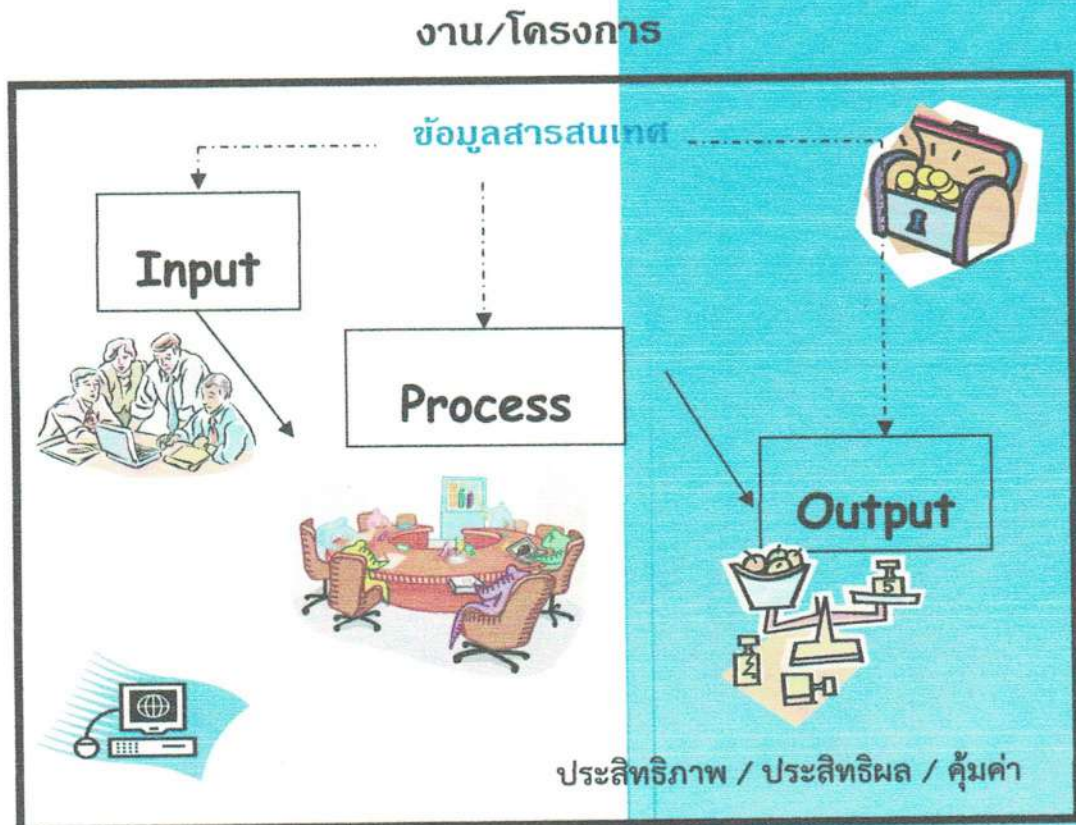 งาน/โครงการ
ข้อมูลสารสนเทศ
Input
Process
Output
5
ประสิทธิภาพ / ประสิทธิผล / คุ้มค่า